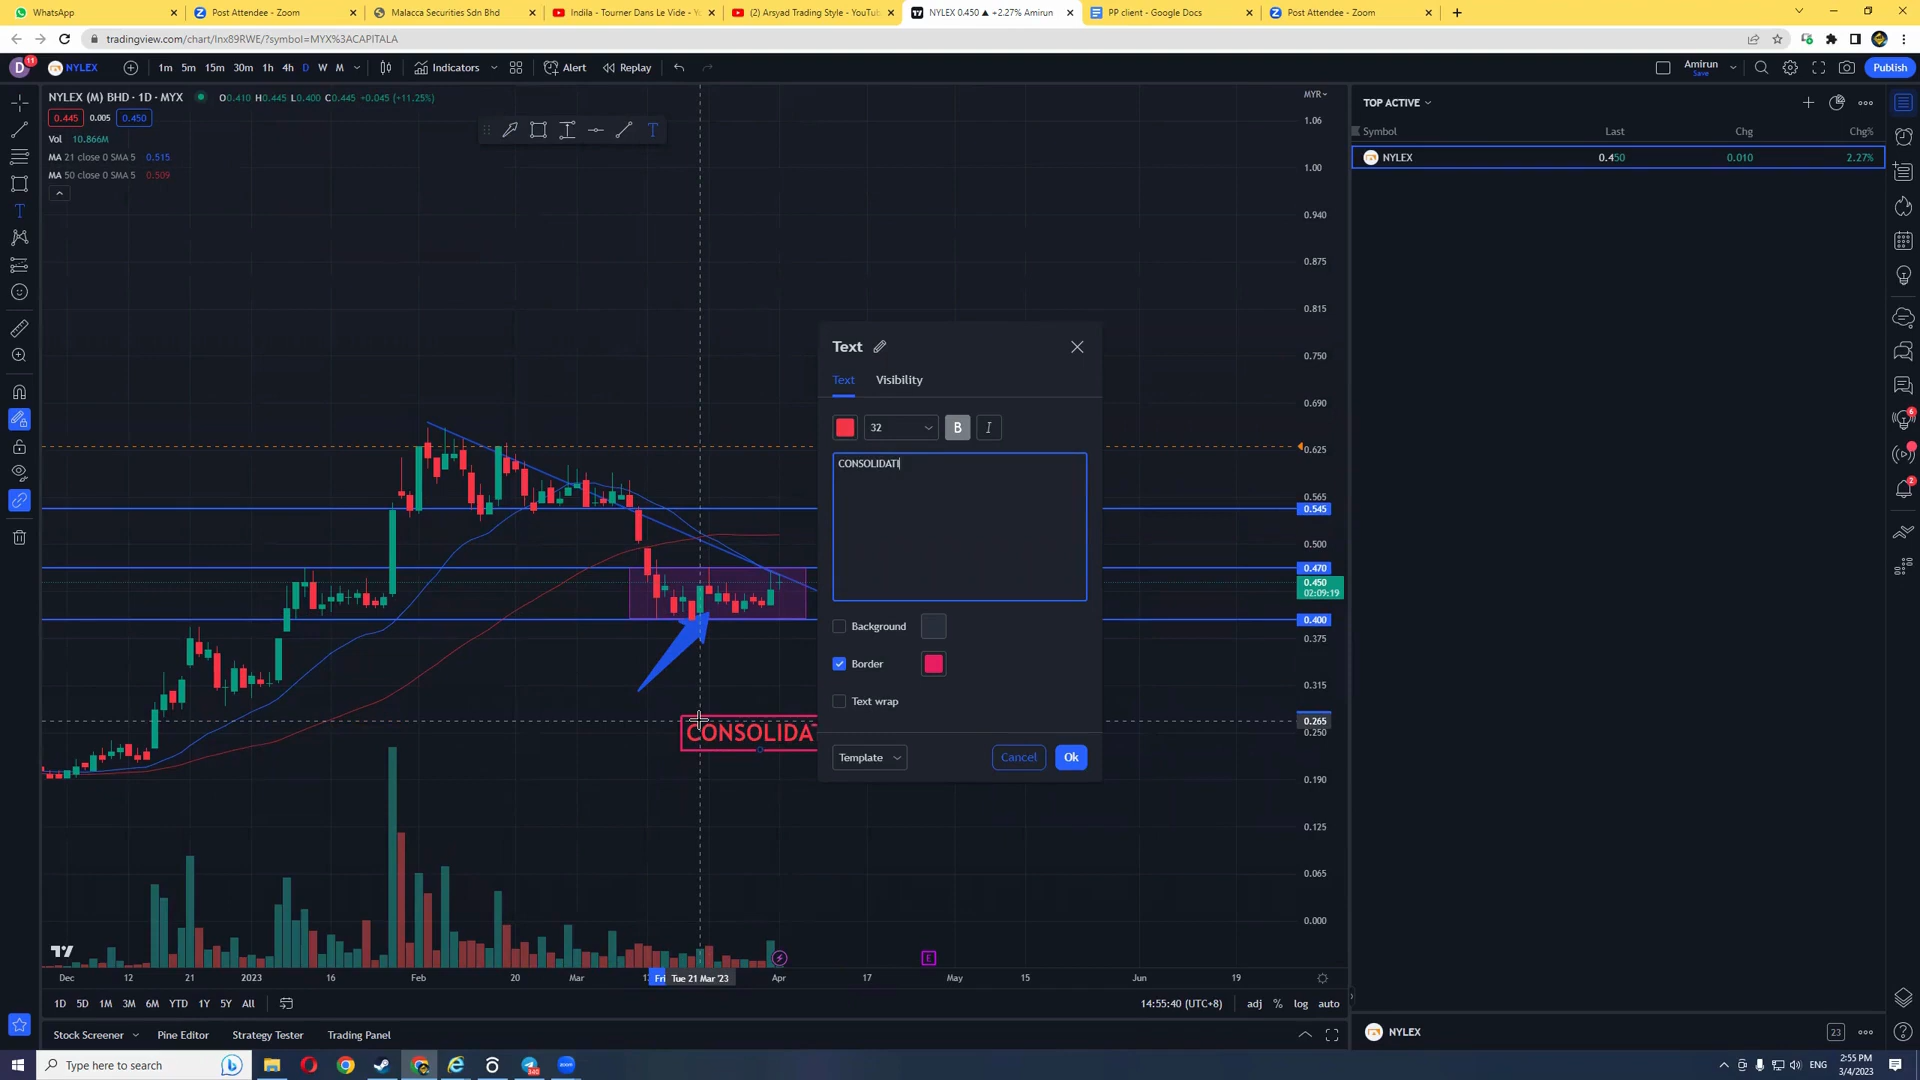 WhatsApp
Post Attendee - Zoom
Malacca Securities Sdn Bhd
Indila - Tourner Dans Le Vide - Y
(2) Arsyad Trading Style - YouTub
NYLEX 0.450 ▲ +2.27% Amirun
PP client - Google Docs
Post Attendee - Zoom
tradingview.com/chart/lnx89RWE/?symbol=MYX%3ACAPITALA
D
11
NYLEX
1m 5m 15m 30m 1h 4h D W M
Indicators
Alert
Replay
Amirun
Save
Publish
NYLEX (M) BHD · 1D · MYX
O0.410 H0.445 L0.400 C0.445 +0.045 (+11.25%)
0.445 0.005 0.450
Vol 10.866M
MA 21 close 0 SMA 5 0.515
MA 50 close 0 SMA 5 0.509
MYR
1.06
1.00
0.940
0.875
0.815
0.750
0.690
0.625
0.565
0.545
0.500
0.470
0.450
02:09:19
0.400
0.375
0.315
0.265
0.250
0.190
0.125
0.065
0.000
TOP ACTIVE
Symbol Last Chg Chg%
NYLEX 0.450 0.010 2.27%
Text
Text Visibility
32 B I
CONSOLIDATI
Background
Border
Text wrap
Template Cancel Ok
CONSOLIDAT
E
Dec 12 21 2023 16 Feb 20 Mar Fri Tue 21 Mar '23 Apr 17 May 15 Jun 19
1D 5D 1M 3M 6M YTD 1Y 5Y All
14:55:40 (UTC+8) adj % log auto
Stock Screener Pine Editor Strategy Tester Trading Panel
NYLEX
23
6
2
Type here to search
340
zoom
ENG
2:55 PM
3/4/2023